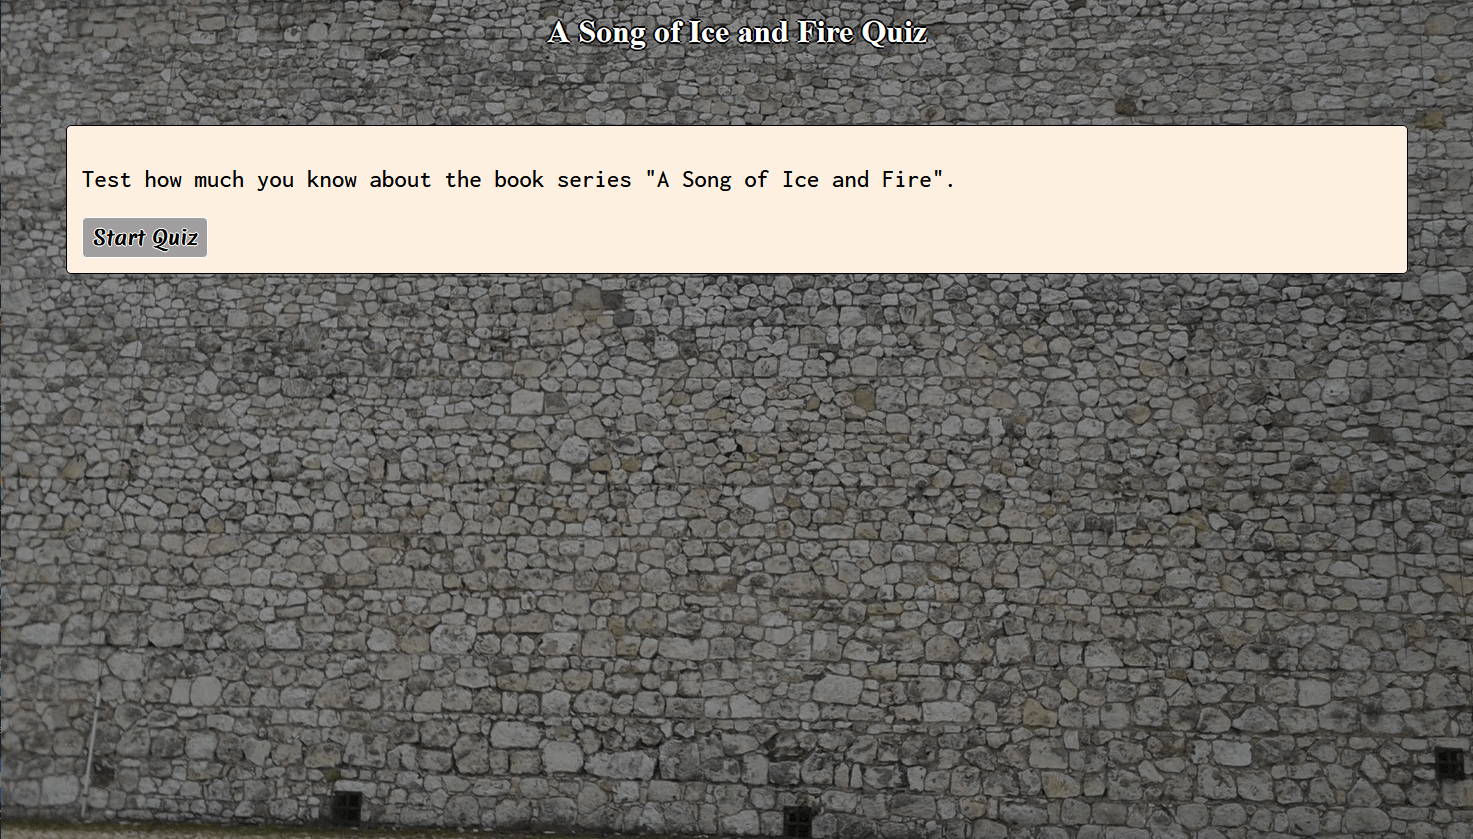 A Song of Ice and Fire Quiz
Test how much you know about the book series "A Song of Ice and Fire".
Start Quiz